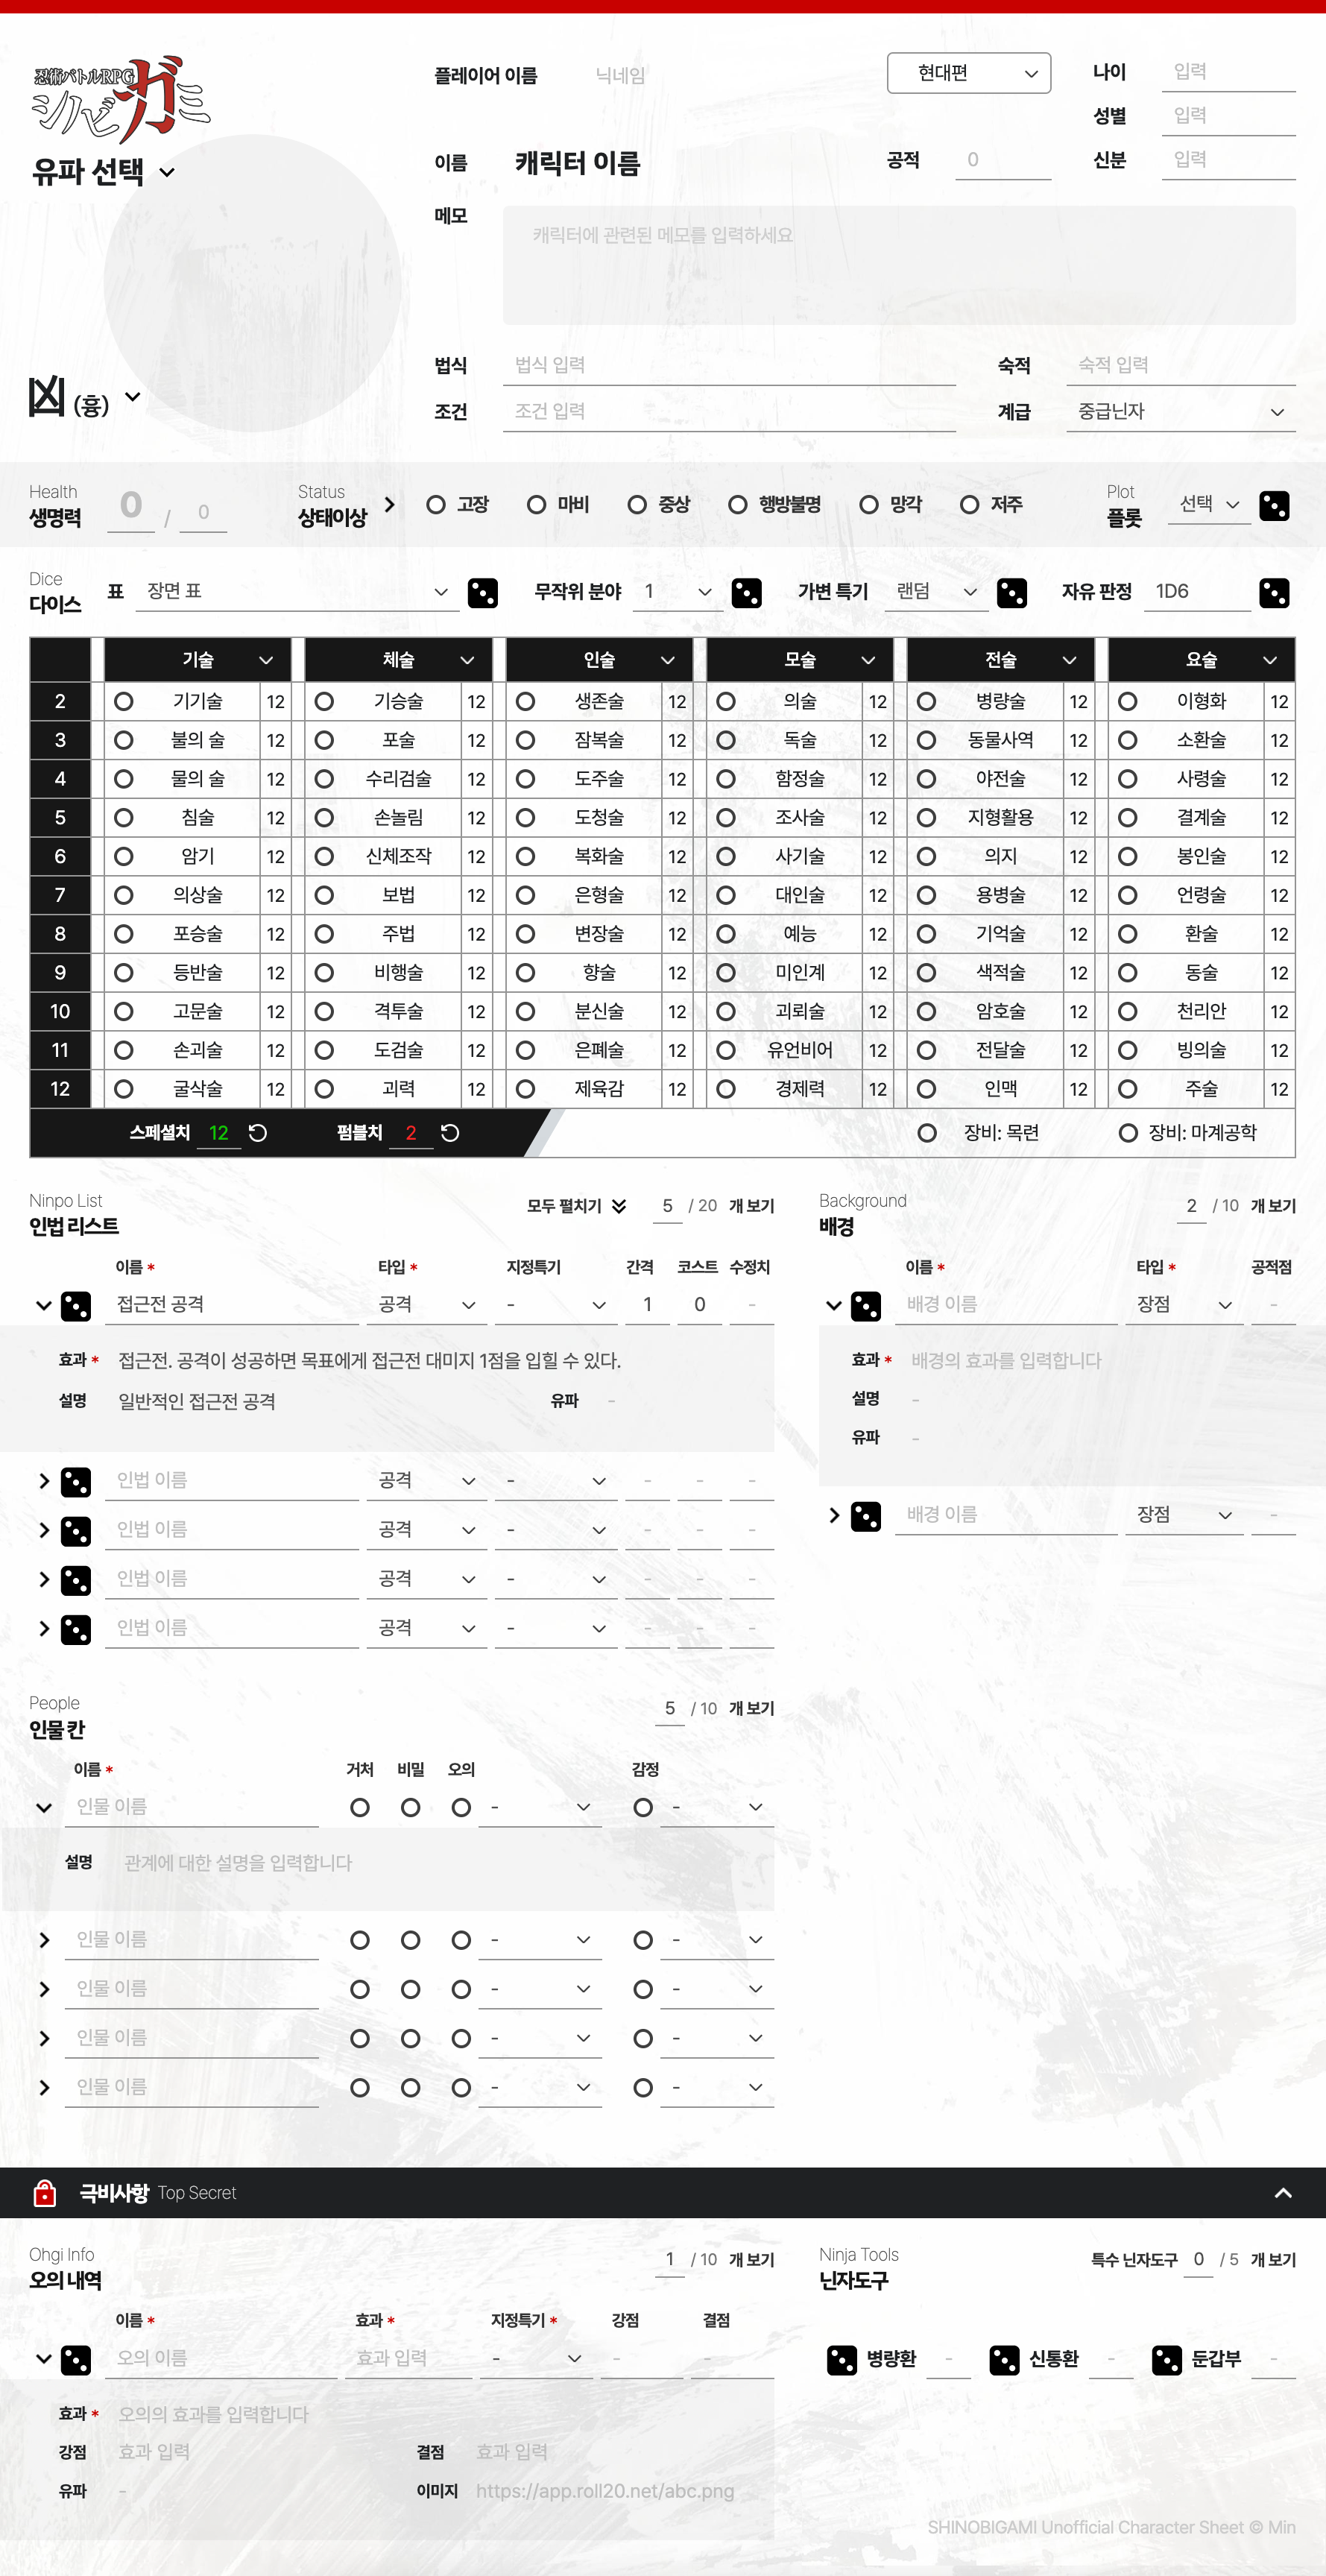 忍術バトルRPG
シノビガミ
유파 선택
플레이어 이름 닉네임
현대편
나이 입력
성별 입력
이름 캐릭터 이름
공적 0
신분 입력
메모 캐릭터에 관련된 메모를 입력하세요
凶 (흉)
법식 법식 입력
숙적 숙적 입력
조건 조건 입력
계급 중급닌자
Health
생명력 0 / 0
Status
상태이상 고장 마비 중상 행방불명 망각 저주
Plot
플롯 선택
Dice
다이스 표 장면 표 무작위 분야 1 가변 특기 랜덤 자유 판정 1D6
기술 체술 인술 모술 전술 요술
2 기기술 12 기승술 12 생존술 12 의술 12 병량술 12 이형화 12
3 불의 술 12 포술 12 잠복술 12 독술 12 동물사역 12 소환술 12
4 물의 술 12 수리검술 12 도주술 12 함정술 12 야전술 12 사령술 12
5 침술 12 손놀림 12 도청술 12 조사술 12 지형활용 12 결계술 12
6 암기 12 신체조작 12 복화술 12 사기술 12 의지 12 봉인술 12
7 의상술 12 보법 12 은형술 12 대인술 12 용병술 12 언령술 12
8 포승술 12 주법 12 변장술 12 예능 12 기억술 12 환술 12
9 등반술 12 비행술 12 향술 12 미인계 12 색적술 12 동술 12
10 고문술 12 격투술 12 분신술 12 괴뢰술 12 암호술 12 천리안 12
11 손괴술 12 도검술 12 은폐술 12 유언비어 12 전달술 12 빙의술 12
12 굴삭술 12 괴력 12 제육감 12 경제력 12 인맥 12 주술 12
스페셜치 12 펌블치 2 장비: 목련 장비: 마계공학
Ninpo List
인법 리스트 모두 펼치기 5 / 20 개 보기
이름 * 타입 * 지정특기 간격 코스트 수정치
접근전 공격 공격 - 1 0 -
효과 * 접근전. 공격이 성공하면 목표에게 접근전 대미지 1점을 입힐 수 있다.
설명 일반적인 접근전 공격 유파 -
인법 이름 공격 - - - -
인법 이름 공격 - - - -
인법 이름 공격 - - - -
인법 이름 공격 - - - -
Background
배경 2 / 10 개 보기
이름 * 타입 * 공적점
배경 이름 장점 -
효과 * 배경의 효과를 입력합니다
설명 -
유파 -
배경 이름 장점 -
People
인물 칸 5 / 10 개 보기
이름 * 거처 비밀 오의 감정
인물 이름 - -
설명 관계에 대한 설명을 입력합니다
인물 이름 - -
인물 이름 - -
인물 이름 - -
인물 이름 - -
극비사항 Top Secret
Ohgi Info
오의 내역 1 / 10 개 보기
이름 * 효과 * 지정특기 * 강점 결점
오의 이름 효과 입력 - - -
효과 * 오의의 효과를 입력합니다
강점 효과 입력 결점 효과 입력
유파 - 이미지 https://app.roll20.net/abc.png
Ninja Tools
닌자도구 특수 닌자도구 0 / 5 개 보기
병량환 - 신통환 - 둔갑부 -
SHINOBIGAMI Unofficial Character Sheet © Min